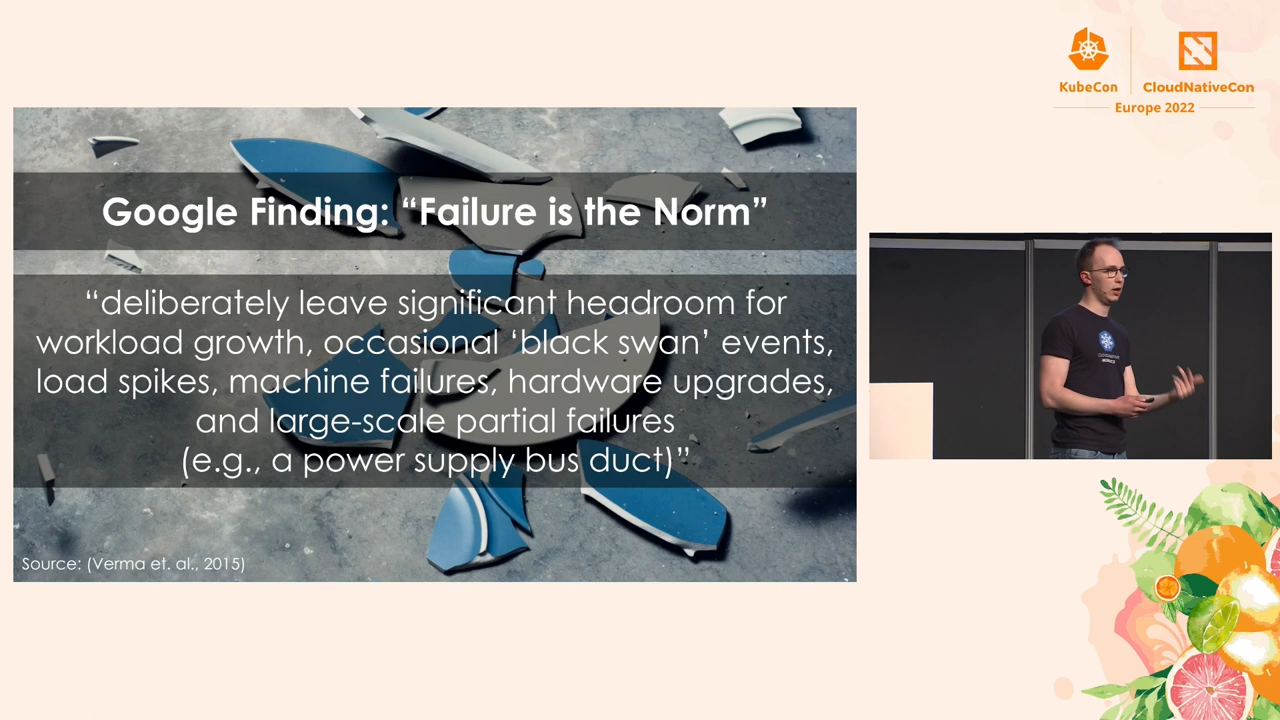 KubeCon
CloudNativeCon
Europe 2022
Google Finding: “Failure is the Norm”
“deliberately leave significant headroom for
workload growth, occasional ‘black swan’ events,
load spikes, machine failures, hardware upgrades,
and large-scale partial failures
(e.g., a power supply bus duct)”
Source: (Verma et. al., 2015)